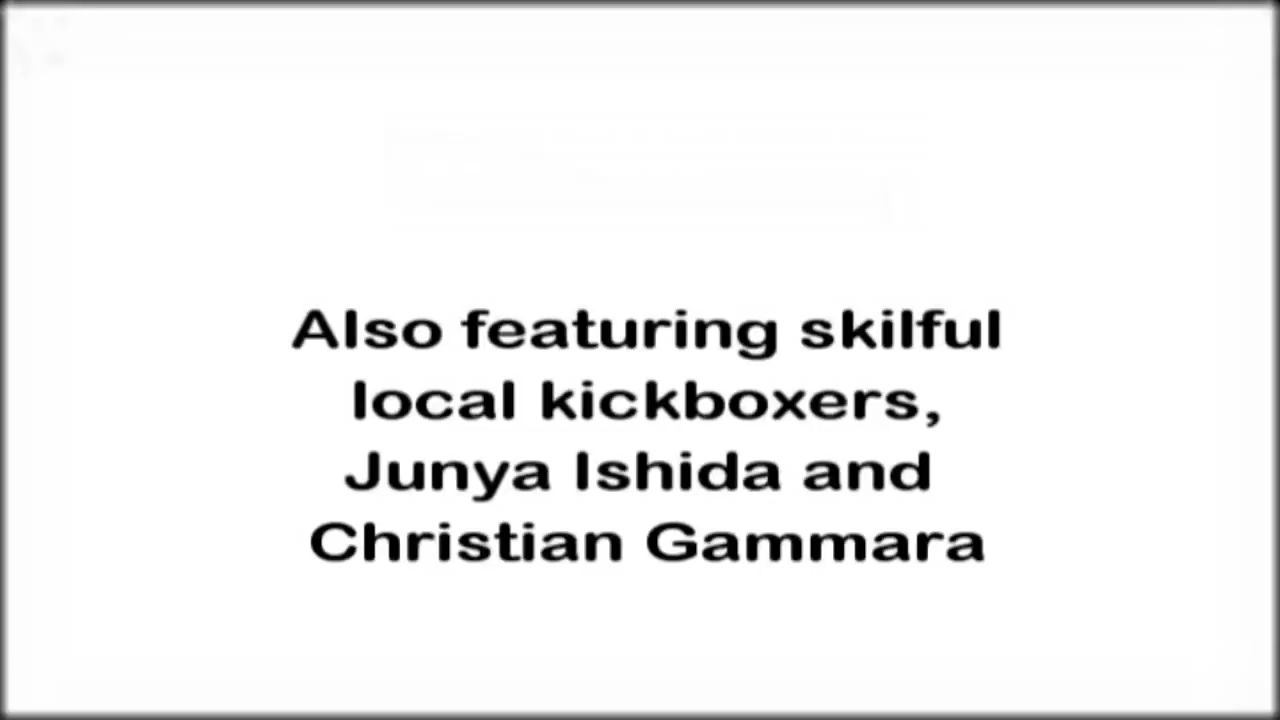 Also featuring skilful
local kickboxers,
Junya Ishida and
Christian Gammara